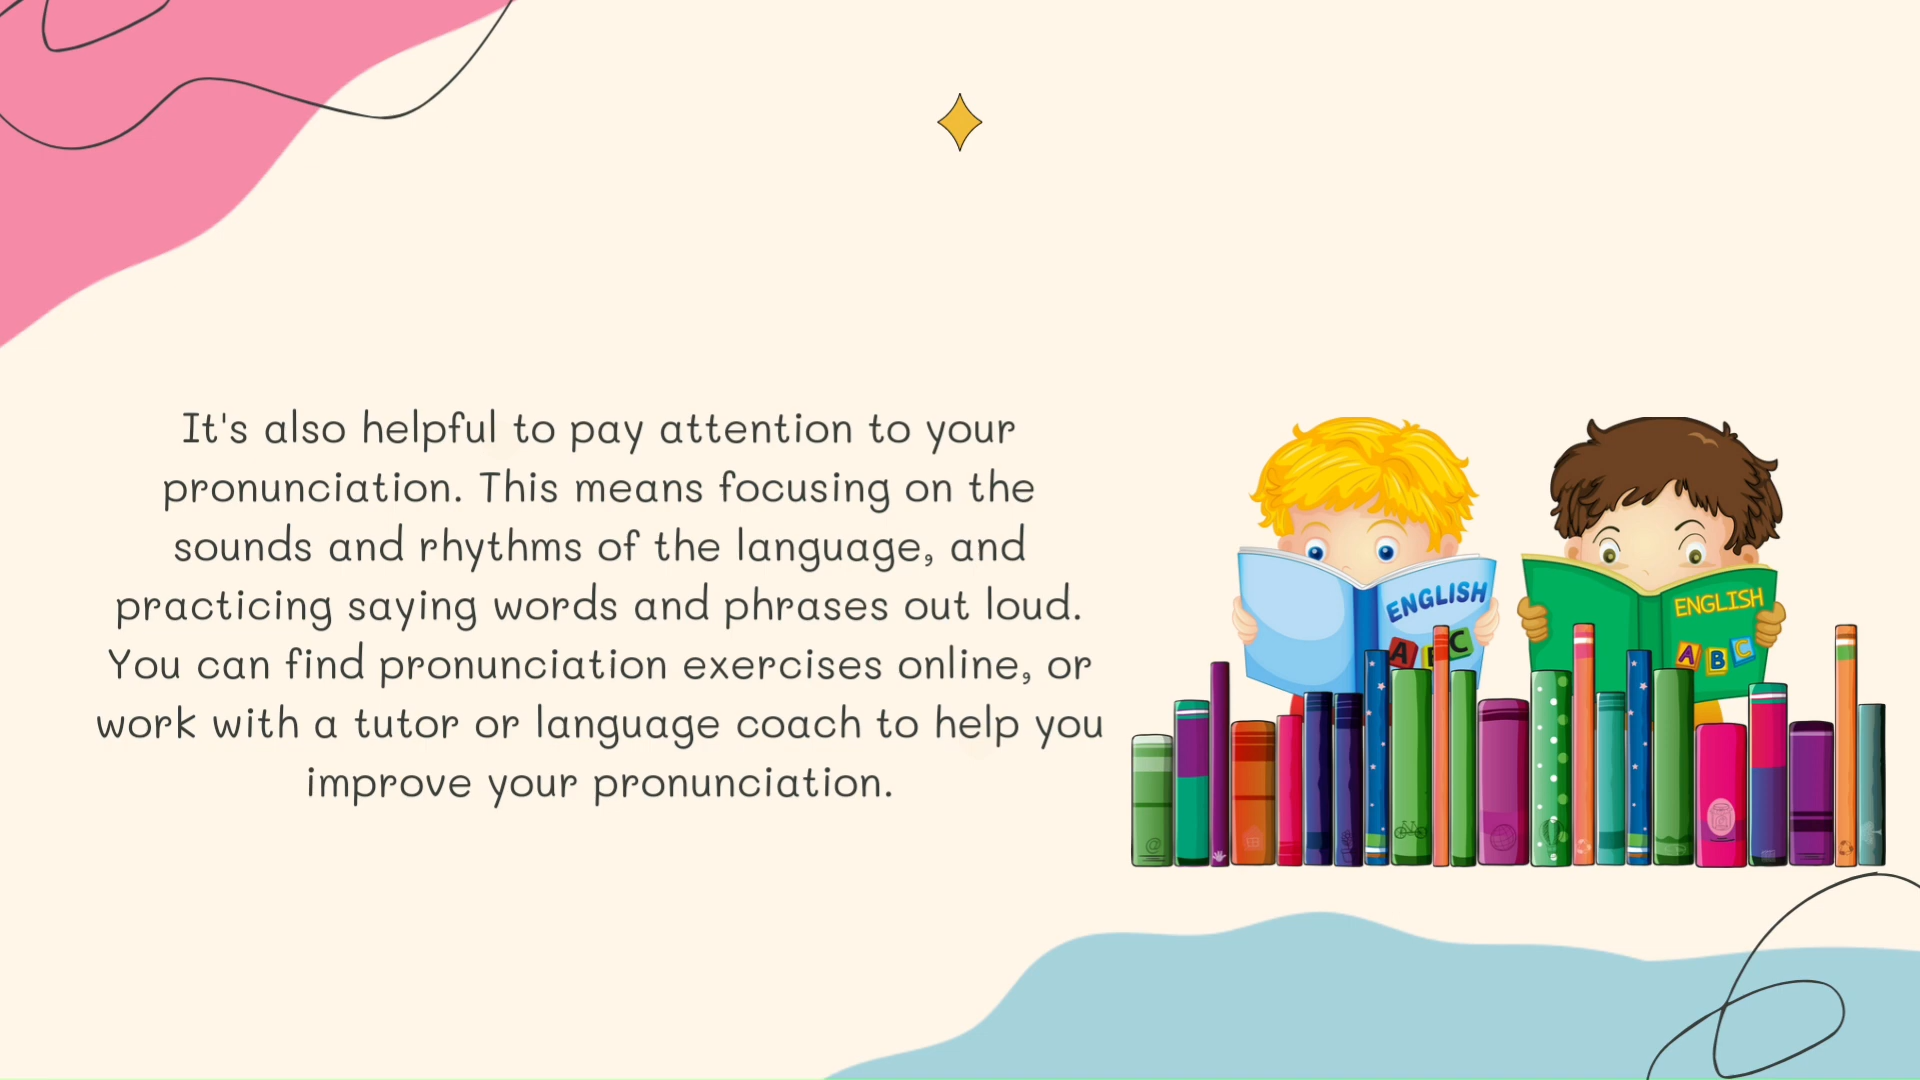 It's also helpful to pay attention to your
pronunciation. This means focusing on the
sounds and rhythms of the language, and
practicing saying words and phrases out loud.
You can find pronunciation exercises online, or
work with a tutor or language coach to help you
improve your pronunciation.
ENGLISH
A B C
ENGLISH
A B C
@